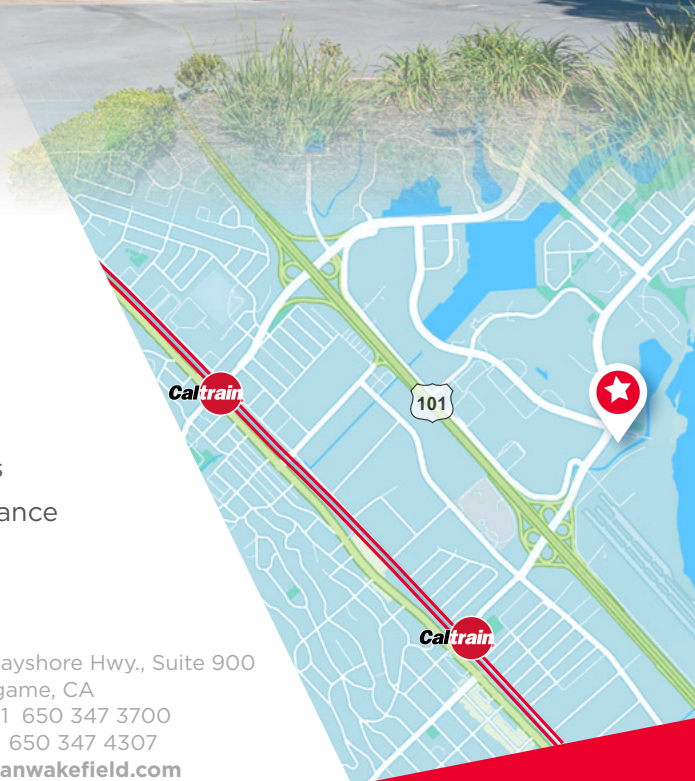 Caltrain
101
s
ance
Caltrain
ayshore Hwy., Suite 900
game, CA
1 650 347 3700
650 347 4307
anwakefield.com